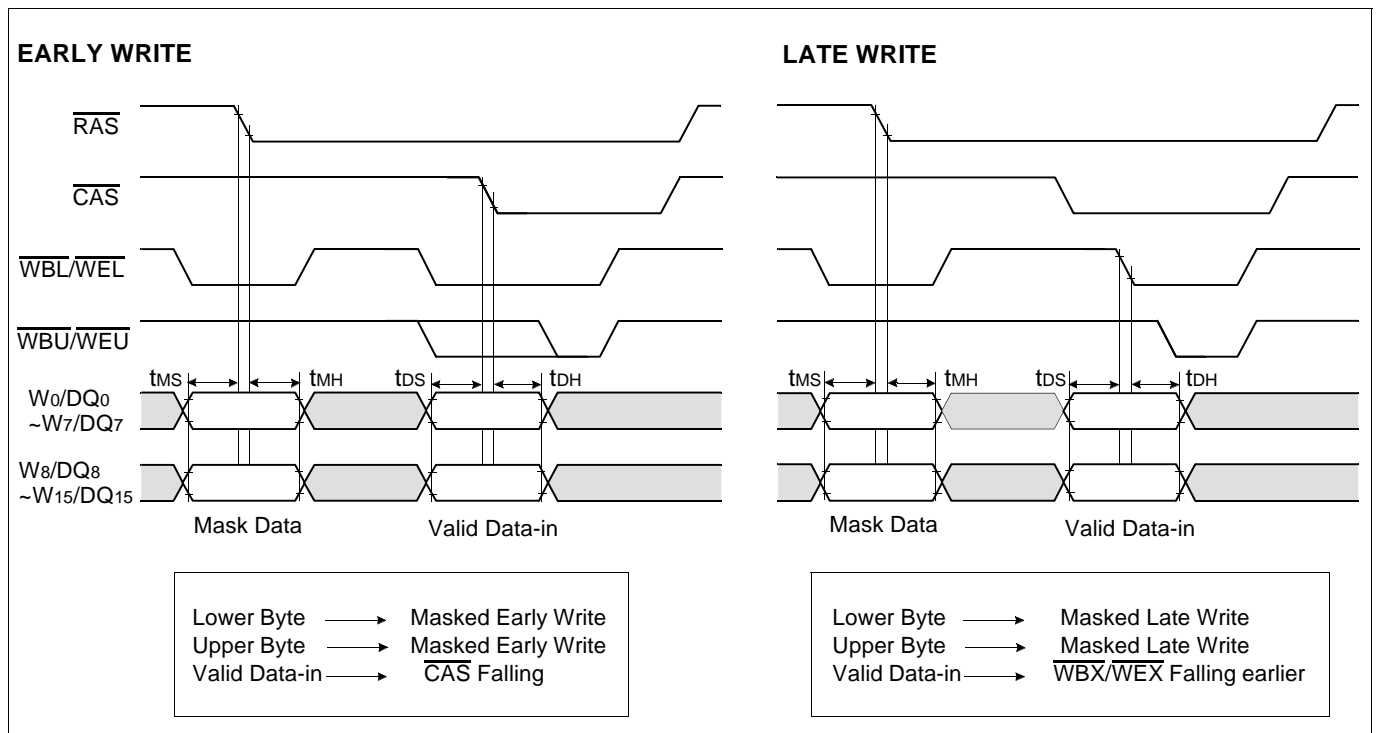 EARLY WRITE
RAS
CAS
WBL/WEL
WBU/WEU
tMS tMH tDS tDH
W0/DQ0
~W7/DQ7
W8/DQ8
~W15/DQ15
Mask Data Valid Data-in
Lower Byte Masked Early Write
Upper Byte Masked Early Write
Valid Data-in CAS Falling
LATE WRITE
tMS tMH tDS tDH
Mask Data Valid Data-in
Lower Byte Masked Late Write
Upper Byte Masked Late Write
Valid Data-in WBX/WEX Falling earlier